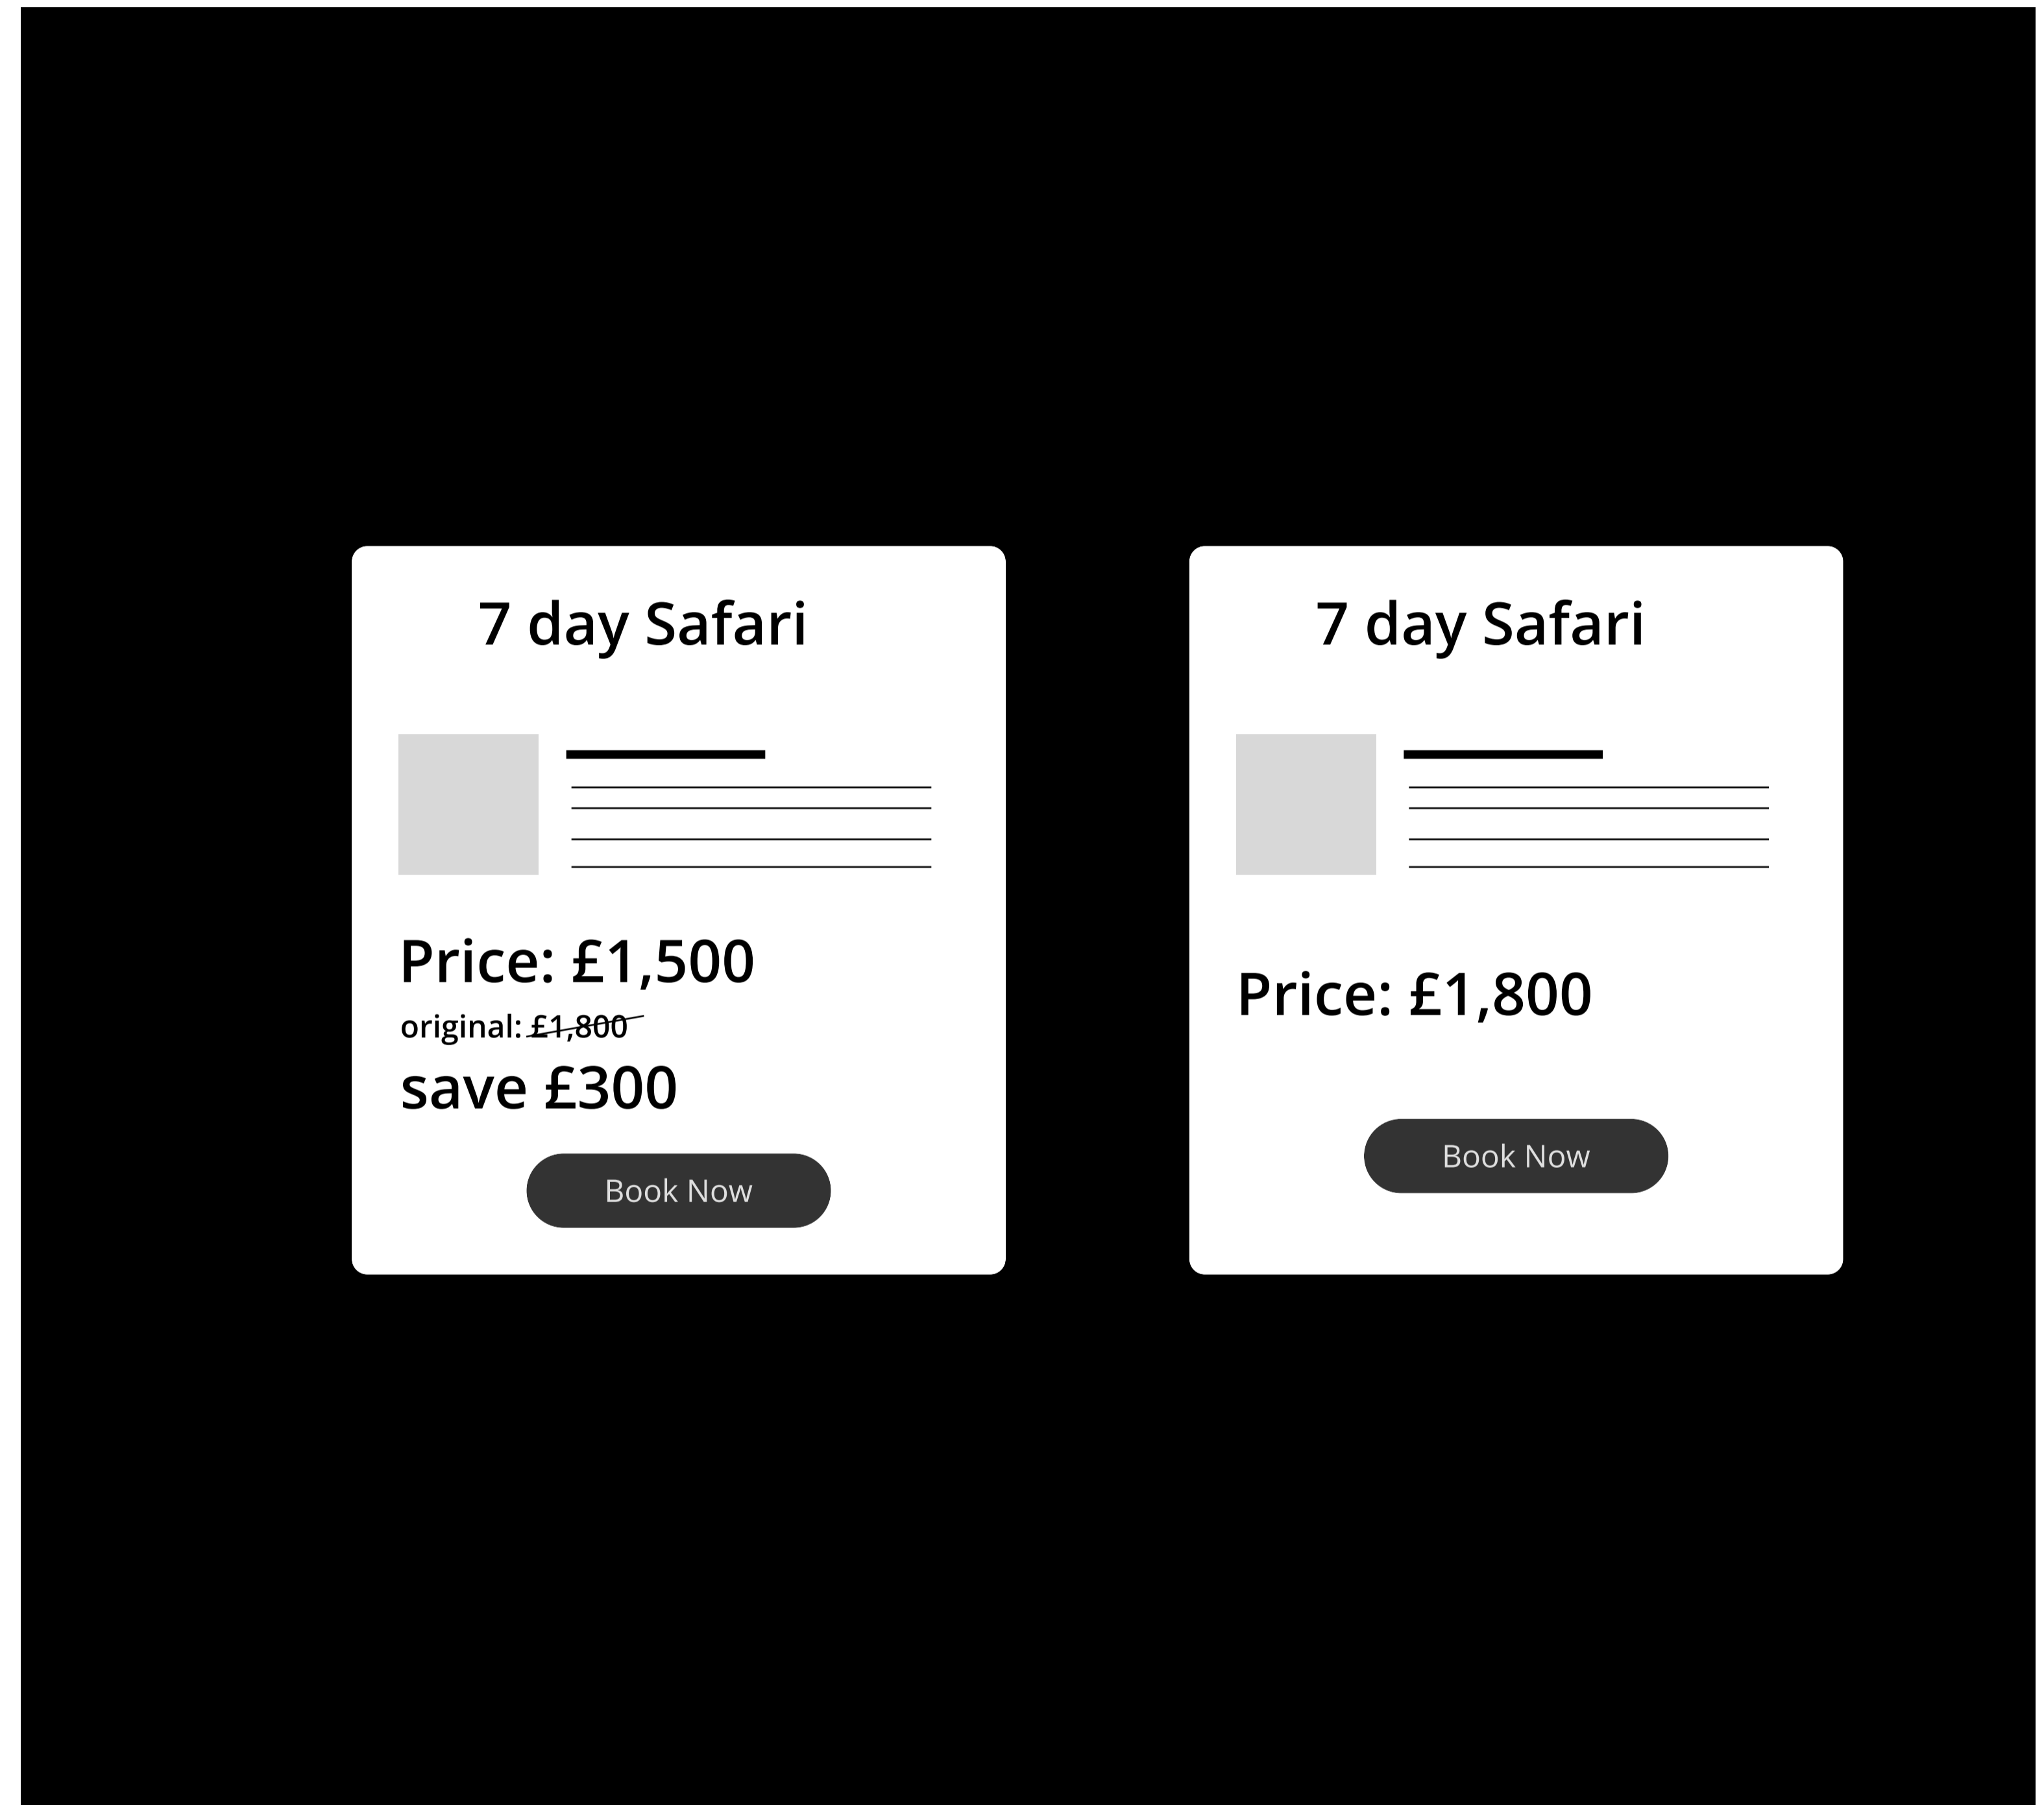 7 day Safari
Price: £1,500
original: £1,800
save £300
Book Now
7 day Safari
Price: £1,800
Book Now